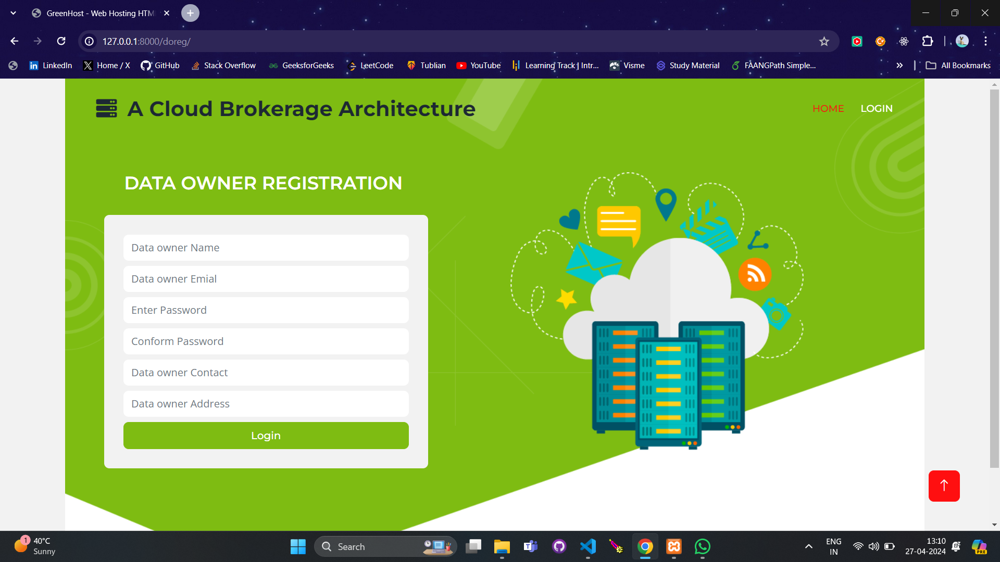 GreenHost - Web Hosting HTM
127.0.0.1:8000/doreg/
LinkedIn
Home / X
GitHub
Stack Overflow
GeeksforGeeks
LeetCode
Tublian
YouTube
Learning Track | Intr...
Visme
Study Material
FAANGPath Simple...
All Bookmarks
A Cloud Brokerage Architecture
HOME
LOGIN
DATA OWNER REGISTRATION
Data owner Name
Data owner Emial
Enter Password
Conform Password
Data owner Contact
Data owner Address
Login
1
40°C
Sunny
Search
ENG
IN
13:10
27-04-2024
PRE